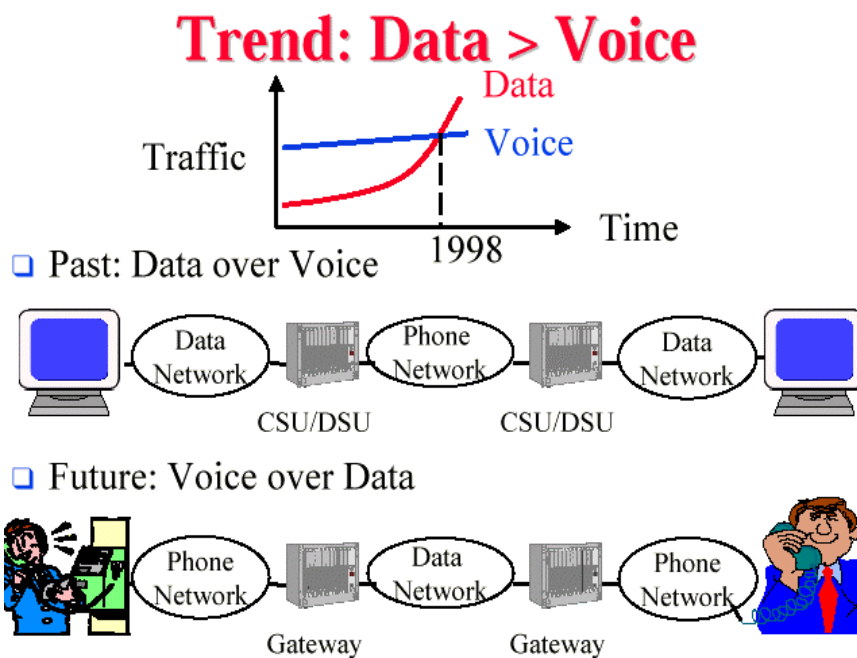 Trend: Data > Voice
Data
Voice
Traffic
Time
1998
Past: Data over Voice
Data
Network
Phone
Network
Data
Network
CSU/DSU
CSU/DSU
Future: Voice over Data
Phone
Network
Data
Network
Phone
Network
Gateway
Gateway